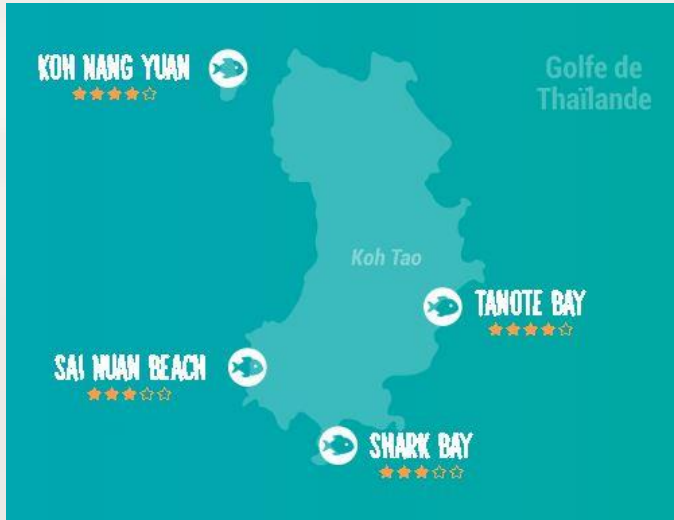 KOH NANG YUAN
Golfe de
Thaïlande
Koh Tao
TANOTE BAY
SAI NUAN BEACH
SHARK BAY